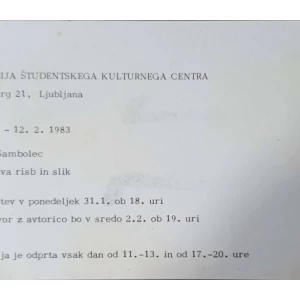 IJA ŠTUDENTSKEGA KULTURNEGA CENTRA
rg 21, Ljubljana
- 12. 2. 1983
Sambolec
va risb in slik
tev v ponedeljek 31.1. ob 18. uri
vor z avtorico bo v sredo 2.2. ob 19. uri
ija je odprta vsak dan od 11.-13. in od 17.-20. ure